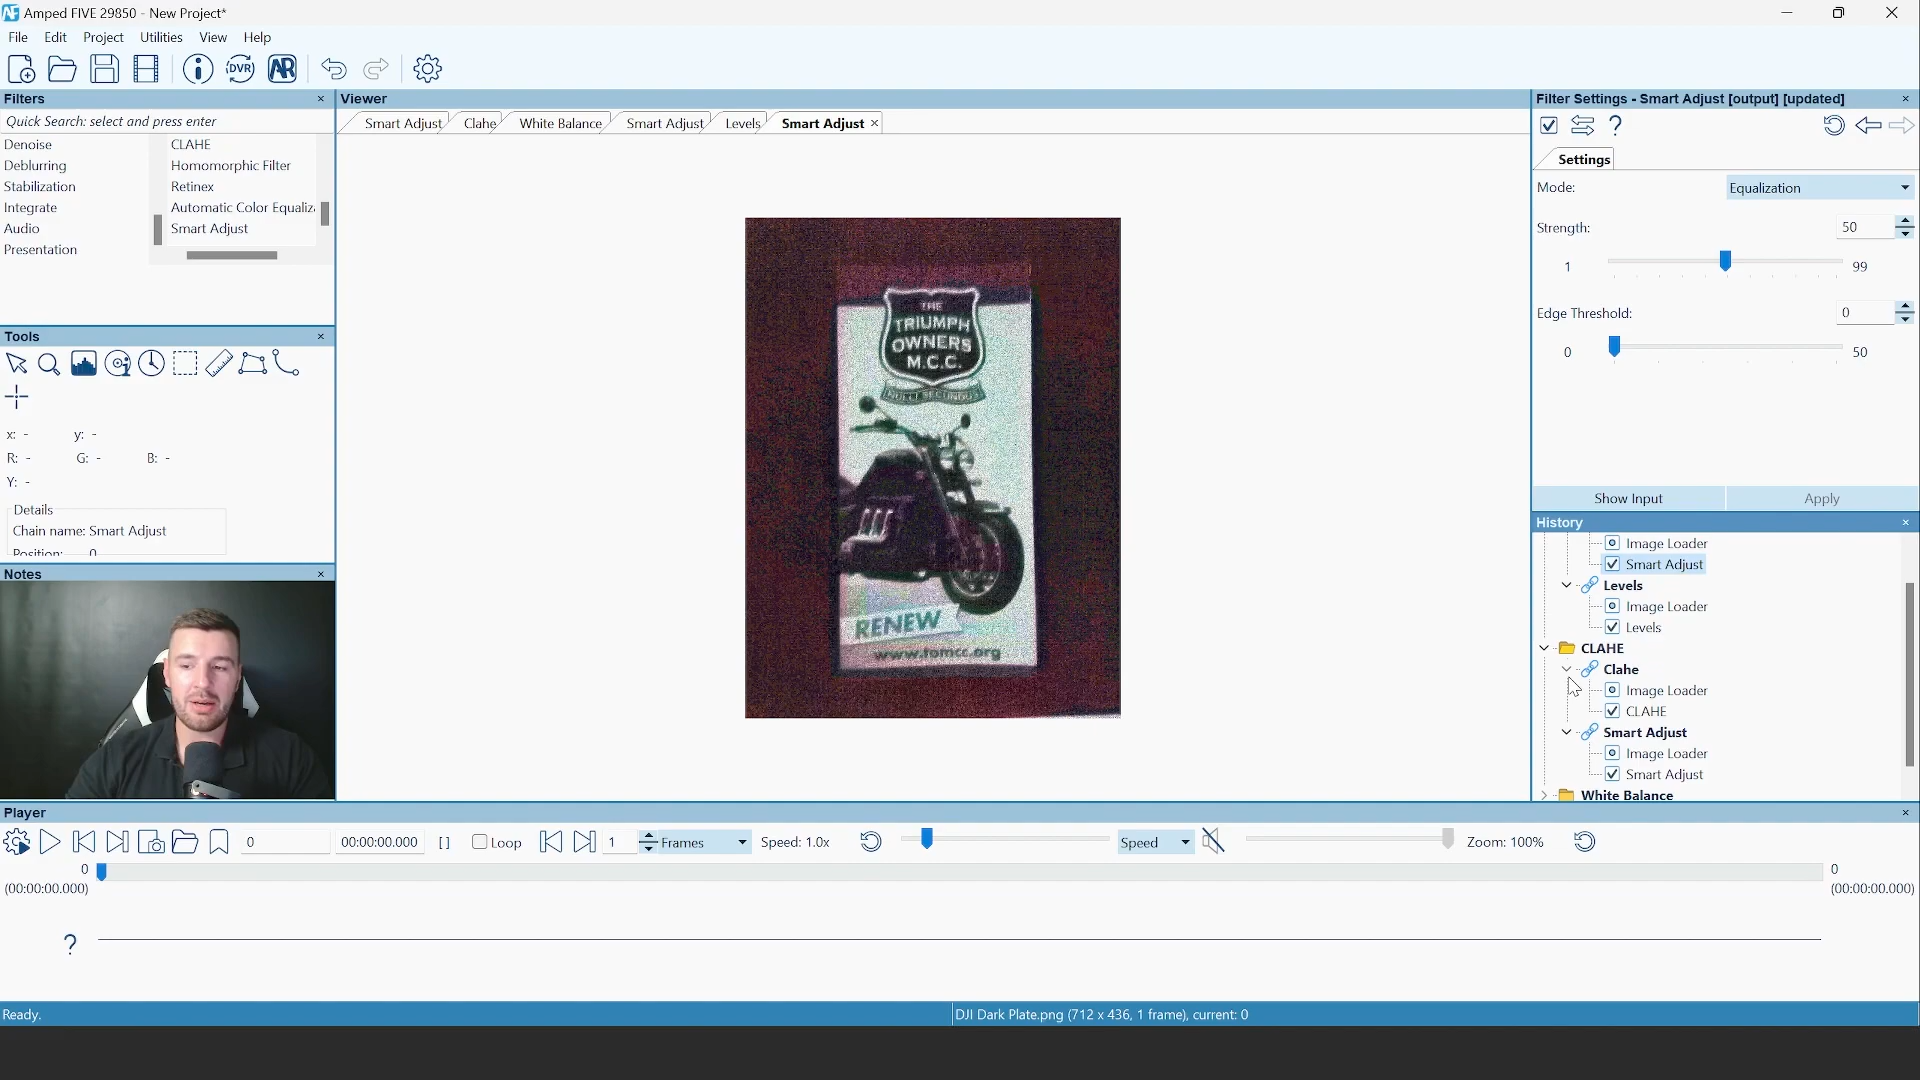 Amped FIVE 29850 - New Project*
File Edit Project Utilities View Help
DVR
AR
Filters
Quick Search: select and press enter
Denoise
Deblurring
Stabilization
Integrate
Audio
Presentation
CLAHE
Homomorphic Filter
Retinex
Automatic Color Equaliz
Smart Adjust
Tools
x: - y: -
R: - G: - B: -
Y: -
Details
Chain name: Smart Adjust
Position: 0
Notes
Viewer
Smart Adjust Clahe White Balance Smart Adjust Levels Smart Adjust
THE
TRIUMPH
OWNERS
M.C.C.
NULLI SECUNDUS
RENEW
www.tomcc.org
Filter Settings - Smart Adjust [output] [updated]
?
Settings
Mode: Equalization
Strength: 50
1 99
Edge Threshold: 0
0 50
Show Input Apply
History
Image Loader
Smart Adjust
Levels
Image Loader
Levels
CLAHE
Clahe
Image Loader
CLAHE
Smart Adjust
Image Loader
Smart Adjust
White Balance
Player
0 00:00:00.000 [ ] Loop 1 Frames Speed: 1.0x Speed Zoom: 100%
0 0
(00:00:00.000) (00:00:00.000)
?
Ready. DJI Dark Plate.png (712 x 436, 1 frame), current: 0